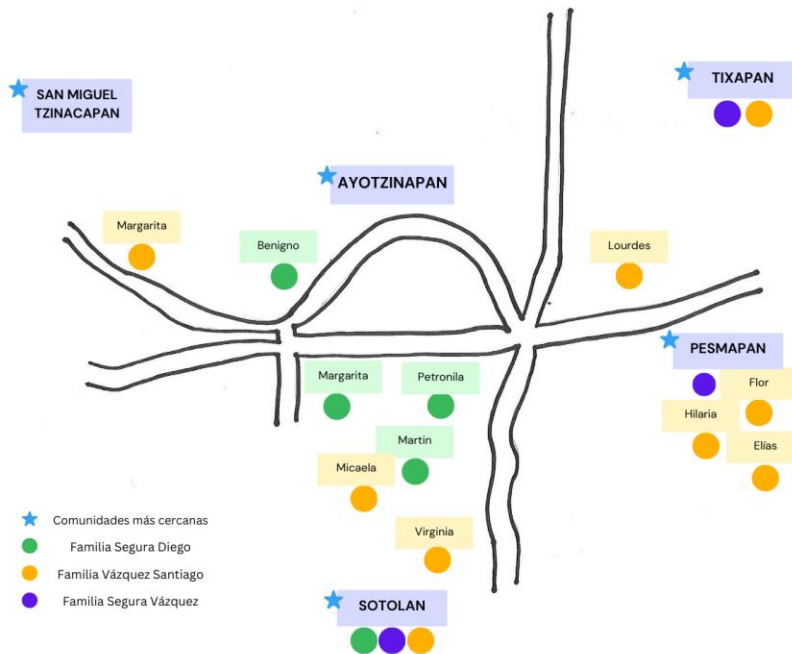 SAN MIGUEL
TZINACAPAN
TIXAPAN
AYOTZINAPAN
Margarita
Benigno
Lourdes
PESMAPAN
Margarita
Petronila
Flor
Hilaria
Martin
Elías
Micaela
Virginia
Comunidades más cercanas
Familia Segura Diego
Familia Vázquez Santiago
Familia Segura Vázquez
SOTOLAN